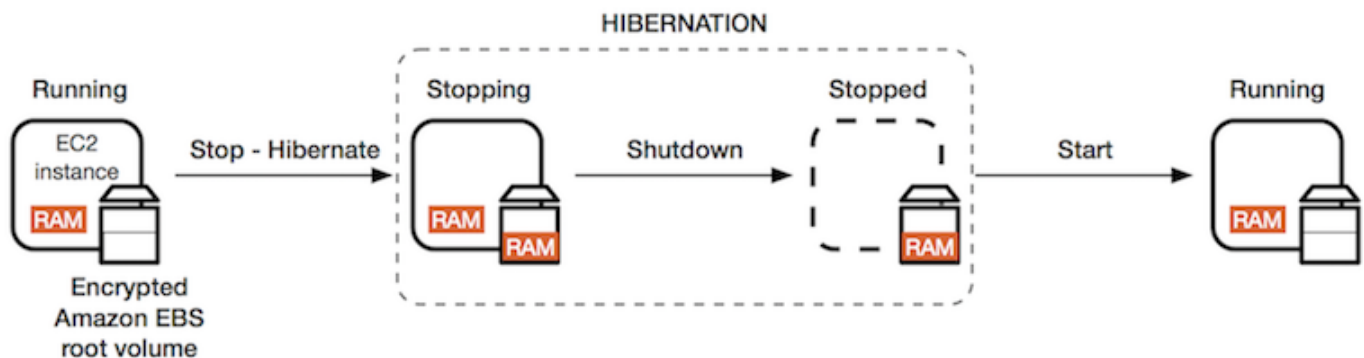 HIBERNATION
Running
Stopping
Stopped
Running
EC2
instance
Stop - Hibernate
Shutdown
Start
RAM
RAM
RAM
RAM
RAM
Encrypted
Amazon EBS
root volume